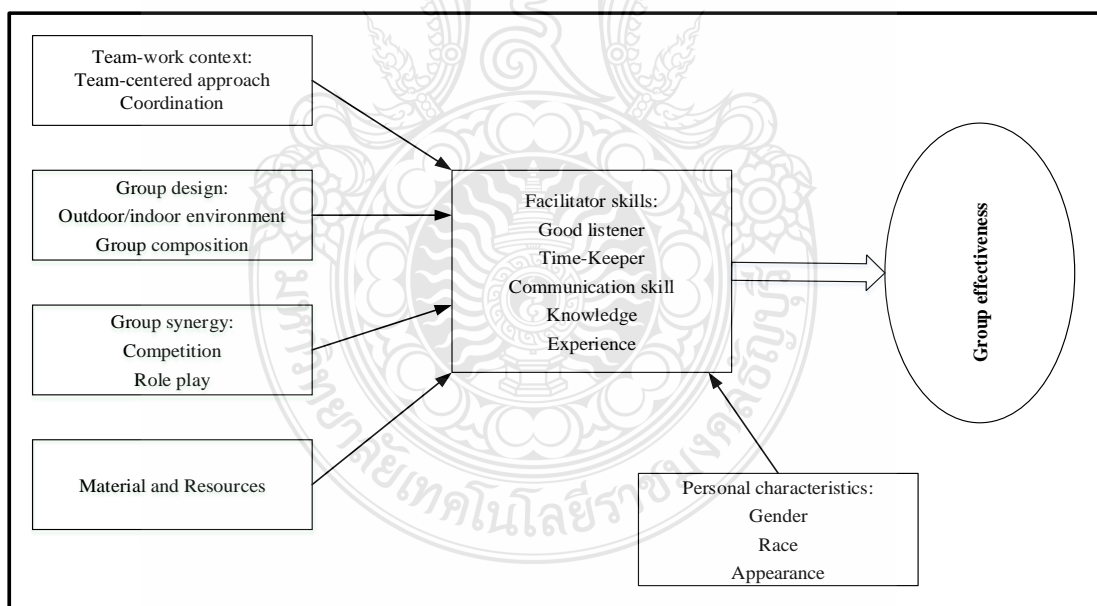 Team-work context:
Team-centered approach
Coordination
Group design:
Outdoor/indoor environment
Group composition
Group synergy:
Competition
Role play
Material and Resources
Facilitator skills:
Good listener
Time-Keeper
Communication skill
Knowledge
Experience
Personal characteristics:
Gender
Race
Appearance
Group effectiveness